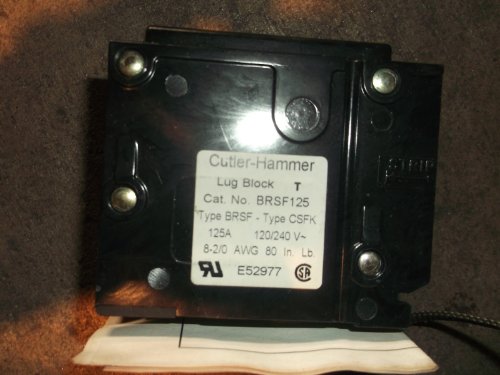 Cutler-Hammer
Lug Block T
Cat. No. BRSF125
Type BRSF - Type CSFK
125A 120/240 V~
8-2/0 AWG 80 In. Lb.
E52977
STRIP